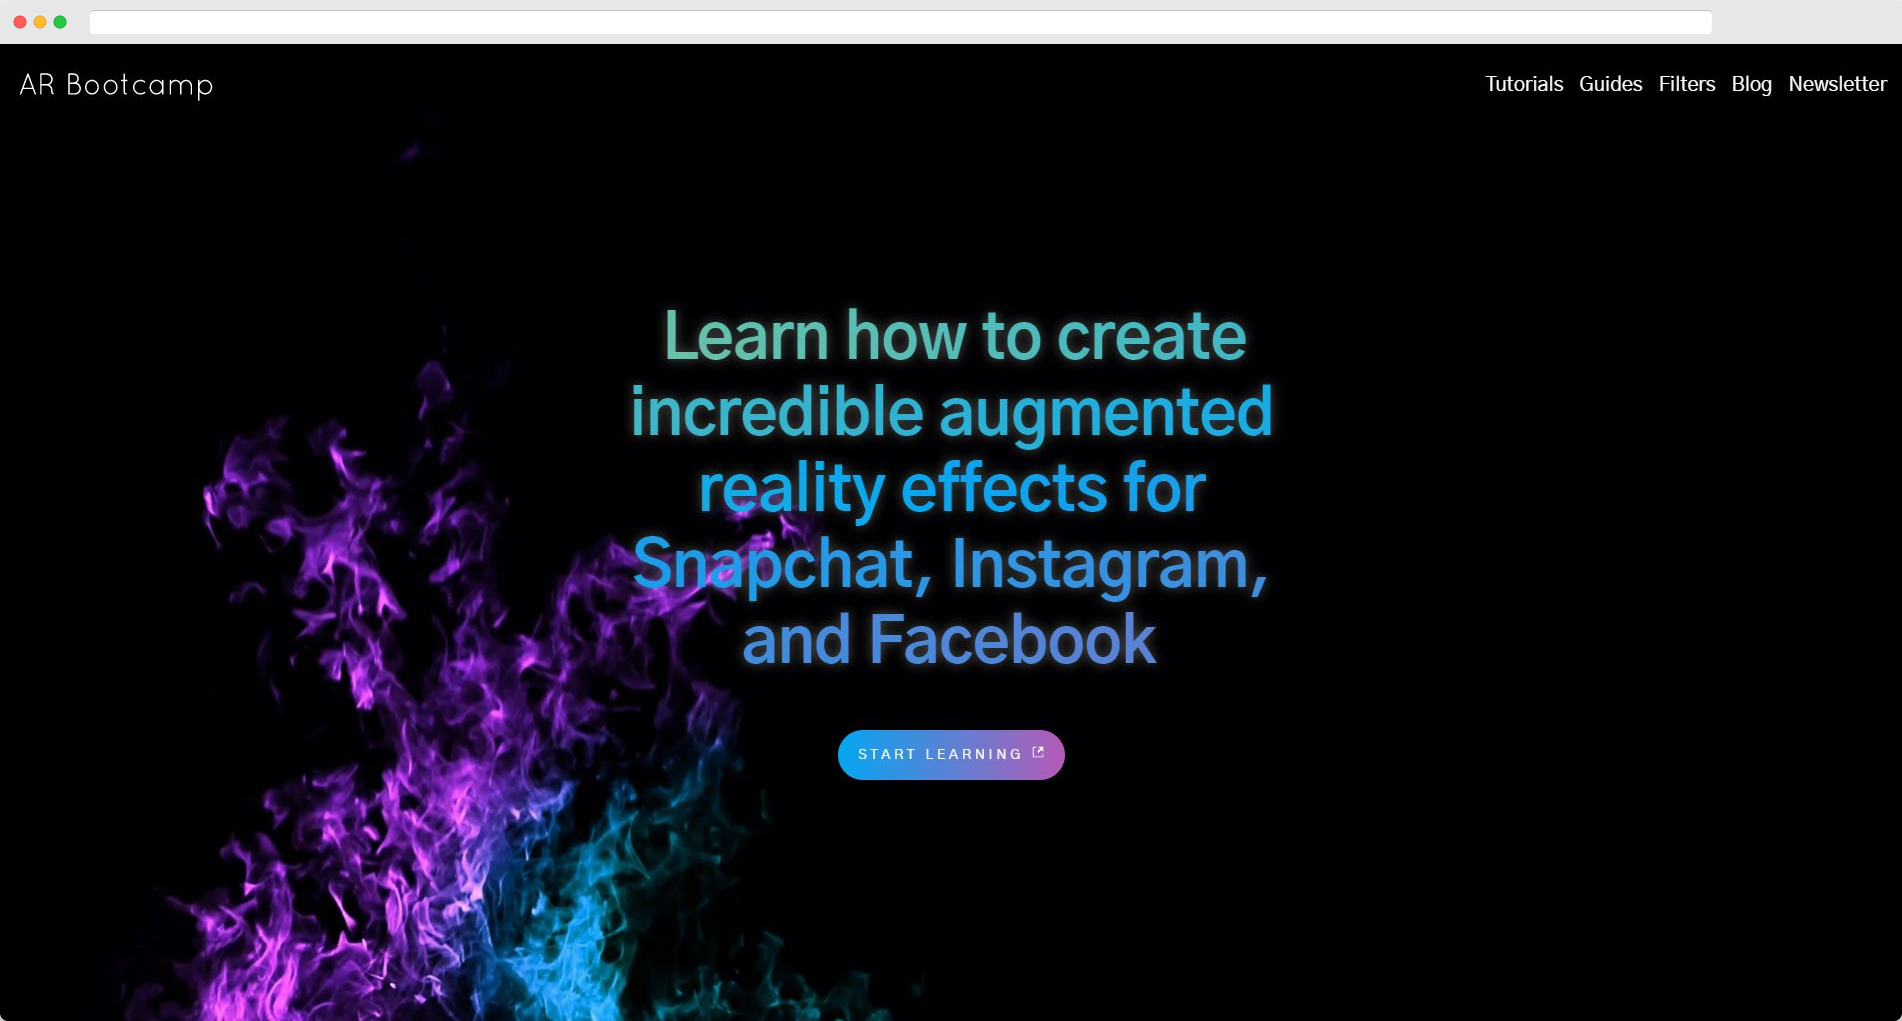 AR Bootcamp
Tutorials Guides Filters Blog Newsletter
Learn how to create
incredible augmented
reality effects for
Snapchat, Instagram,
and Facebook
START LEARNING